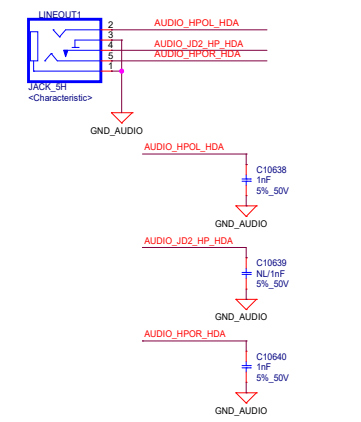 LINEOUT1
2 AUDIO_HPOL_HDA
3
4 AUDIO_JD2_HP_HDA
5 AUDIO_HPOR_HDA
1
JACK_5H
<Characteristic>
GND_AUDIO
AUDIO_HPOL_HDA
C10638
1nF
5%_50V
GND_AUDIO
AUDIO_JD2_HP_HDA
C10639
NL/1nF
5%_50V
GND_AUDIO
AUDIO_HPOR_HDA
C10640
1nF
5%_50V
GND_AUDIO